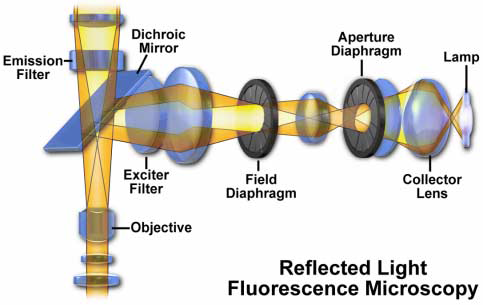 Dichroic
Mirror
Emission
Filter
Aperture
Diaphragm
Lamp
Exciter
Filter
Field
Diaphragm
Collector
Lens
Objective
Reflected Light
Fluorescence Microscopy